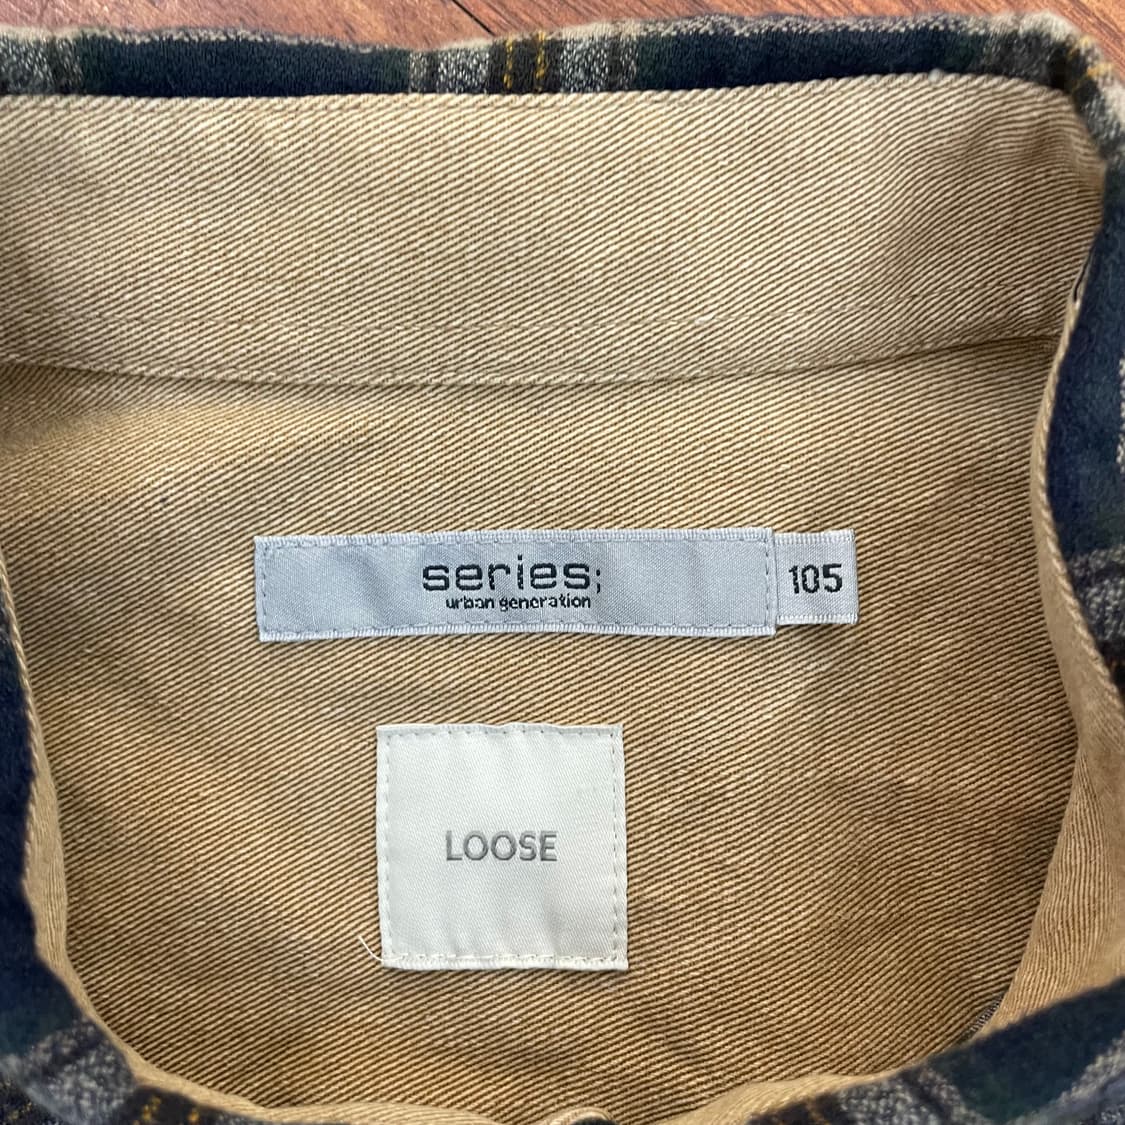 series;
urban generation
105
LOOSE